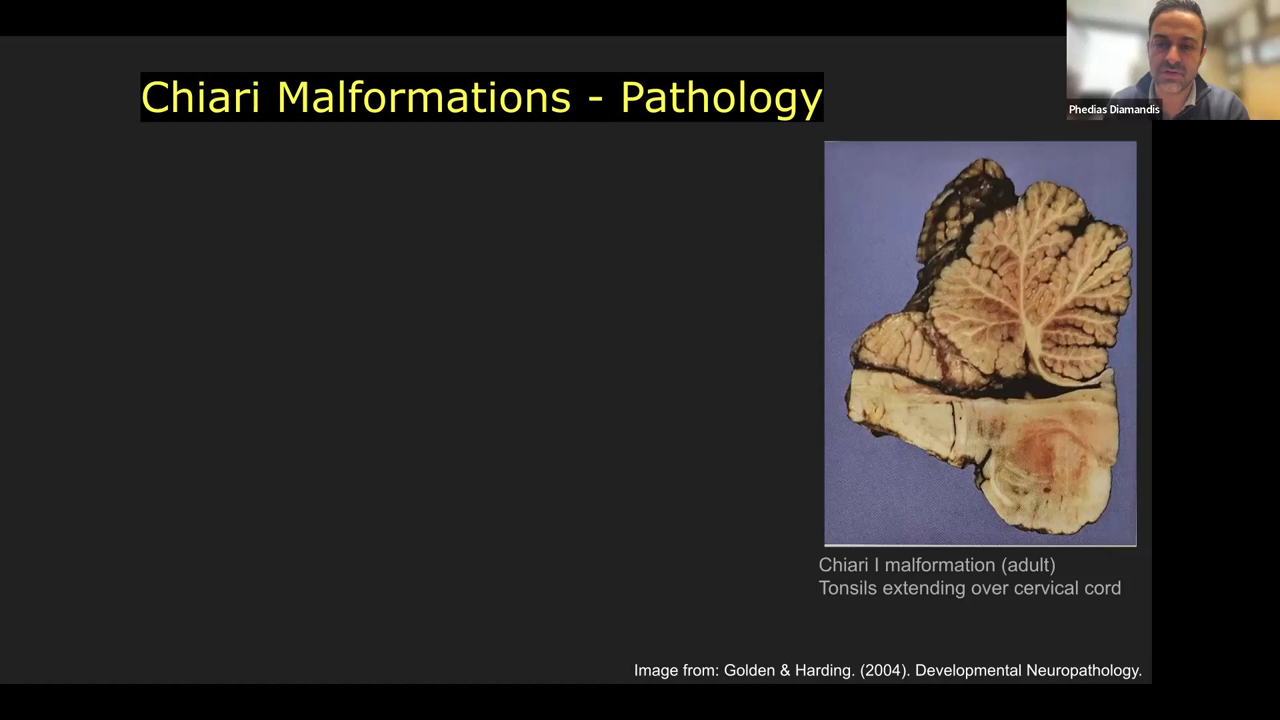 Chiari Malformations - Pathology
Phedias Diamandis
Chiari I malformation (adult)
Tonsils extending over cervical cord
Image from: Golden & Harding. (2004). Developmental Neuropathology.